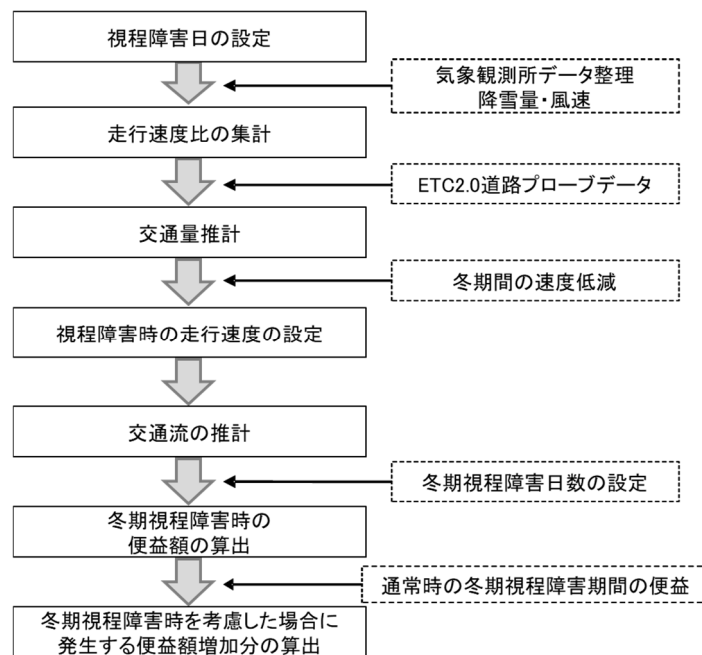 視程障害日の設定
気象観測所データ整理
降雪量・風速
走行速度比の集計
ETC2.0道路プローブデータ
交通量推計
冬期間の速度低減
視程障害時の走行速度の設定
交通流の推計
冬期視程障害日数の設定
冬期視程障害時の
便益額の算出
通常時の冬期視程障害期間の便益
冬期視程障害時を考慮した場合に
発生する便益額増加分の算出